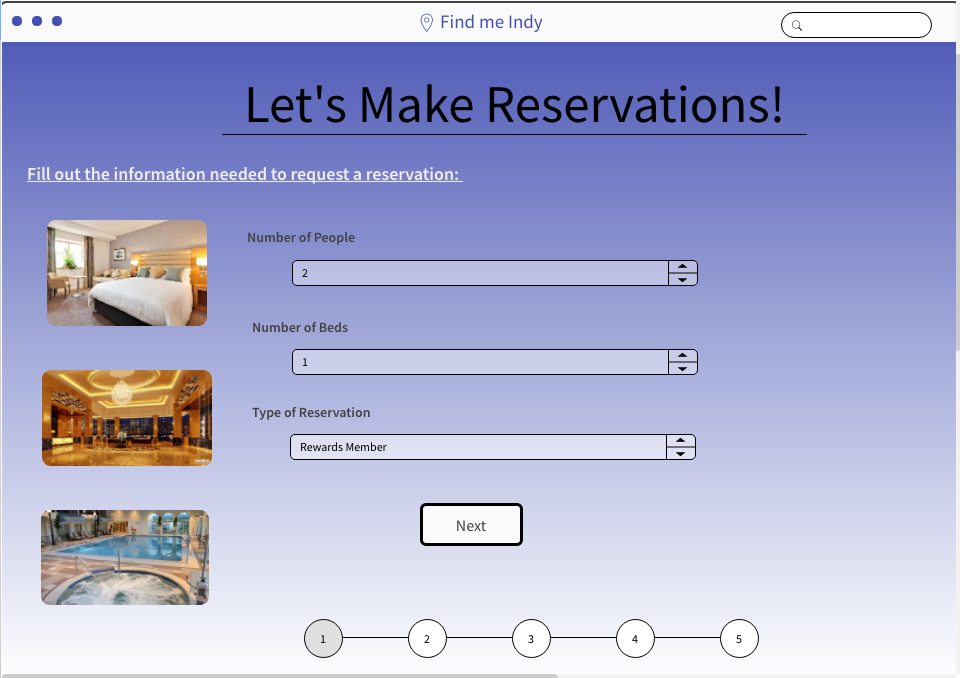 Find me Indy
Let's Make Reservations!
Fill out the information needed to request a reservation:
Number of People
2
Number of Beds
1
Type of Reservation
Rewards Member
Next
1 2 3 4 5